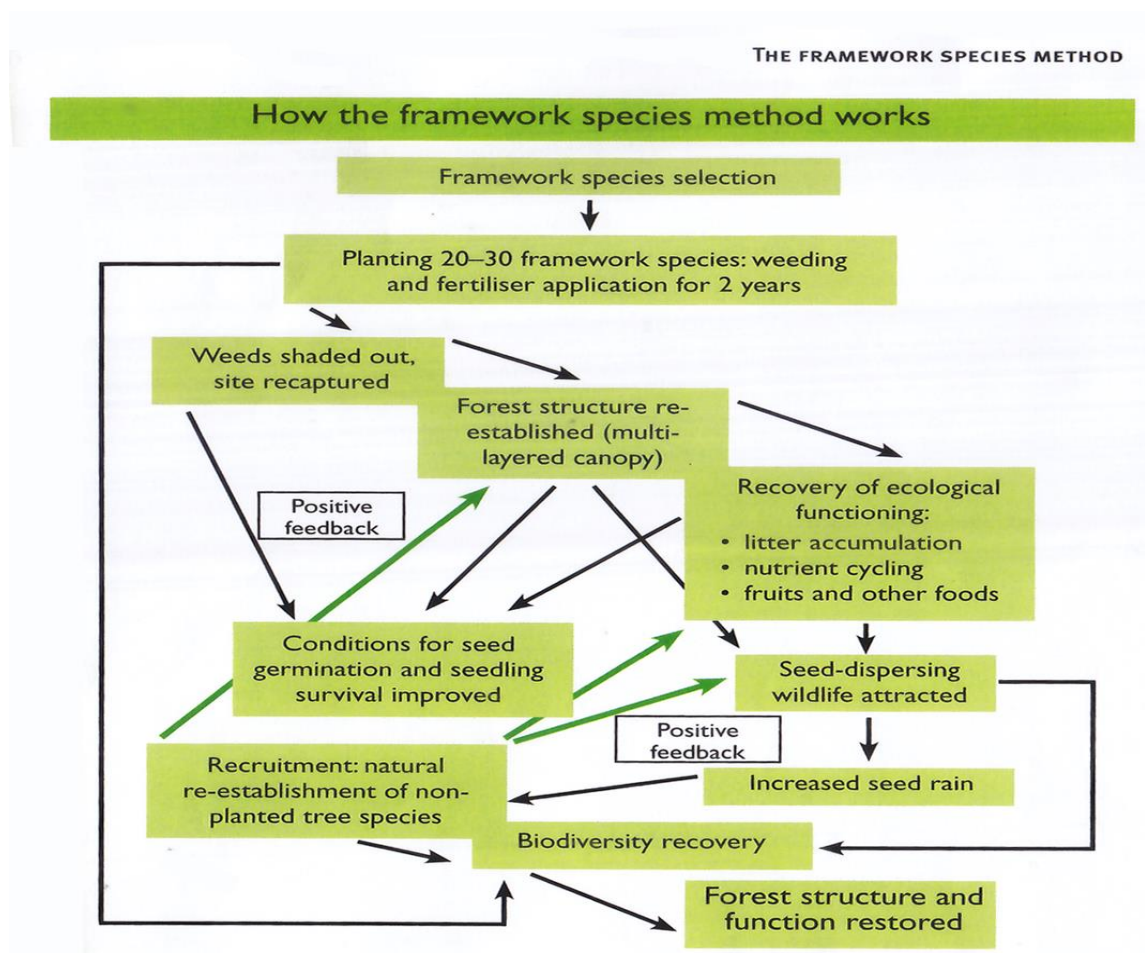 THE FRAMEWORK SPECIES METHOD
How the framework species method works
Framework species selection
Planting 20–30 framework species: weeding
and fertiliser application for 2 years
Weeds shaded out,
site recaptured
Forest structure re-
established (multi-
layered canopy)
Recovery of ecological
functioning:
• litter accumulation
• nutrient cycling
• fruits and other foods
Positive
feedback
Conditions for seed
germination and seedling
survival improved
Seed-dispersing
wildlife attracted
Positive
feedback
Recruitment: natural
re-establishment of non-
planted tree species
Increased seed rain
Biodiversity recovery
Forest structure and
function restored